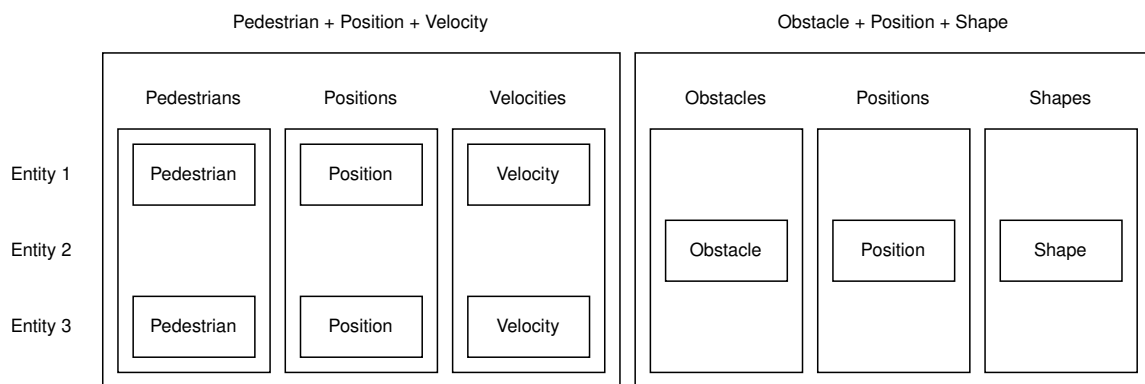 Pedestrian + Position + Velocity Obstacle + Position + Shape
Pedestrians Positions Velocities Obstacles Positions Shapes
Entity 1 Pedestrian Position Velocity
Entity 2 Obstacle Position Shape
Entity 3 Pedestrian Position Velocity